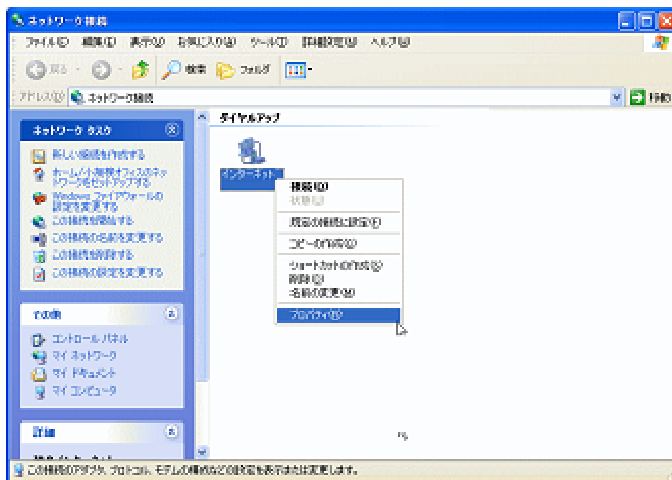 ネットワーク接続
ファイル(F) 編集(E) 表示(V) お気に入り(A) ツール(T) 詳細設定(N) ヘルプ(H)
戻る 検索 フォルダ
アドレス(D) ネットワーク接続 移動
ネットワーク タスク
新しい接続を作成する
ホーム/小規模オフィスのネッ
トワークをセットアップする
Windows ファイアウォールの
設定を変更する
この接続を開始する
この接続の名前を変更する
この接続を削除する
この接続の設定を変更する
その他
コントロール パネル
マイ ネットワーク
マイ ドキュメント
マイ コンピュータ
詳細
ダイヤルアップ
インターネット
接続(O)
状態(U)
既定の接続に設定(F)
コピーの作成(C)
ショートカットの作成(S)
削除(D)
名前の変更(M)
プロパティ(R)
この接続のアダプタ、プロトコル、モデムの構成などの設定を表示または変更します。